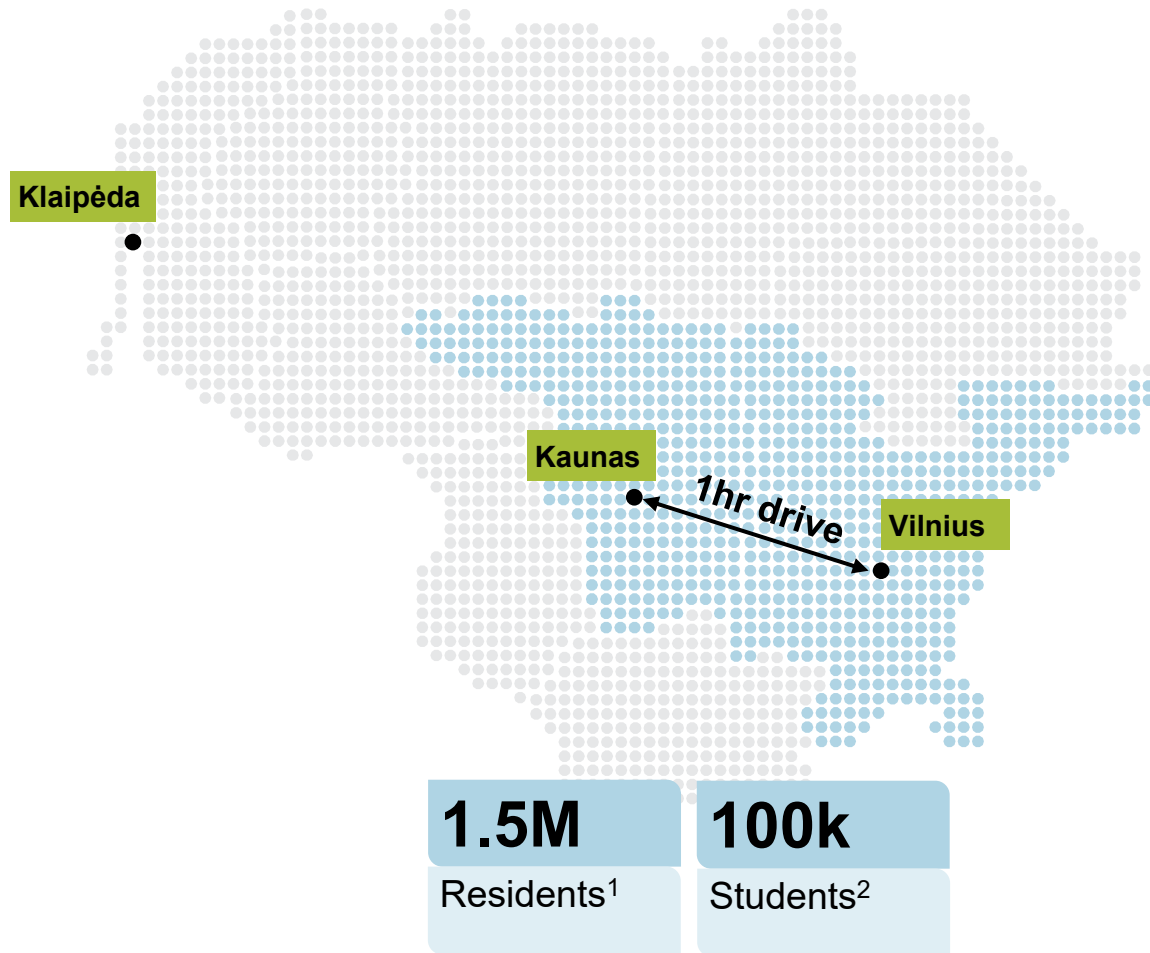 Klaipėda
Kaunas
1hr drive
Vilnius
1.5M
Residents¹
100k
Students²